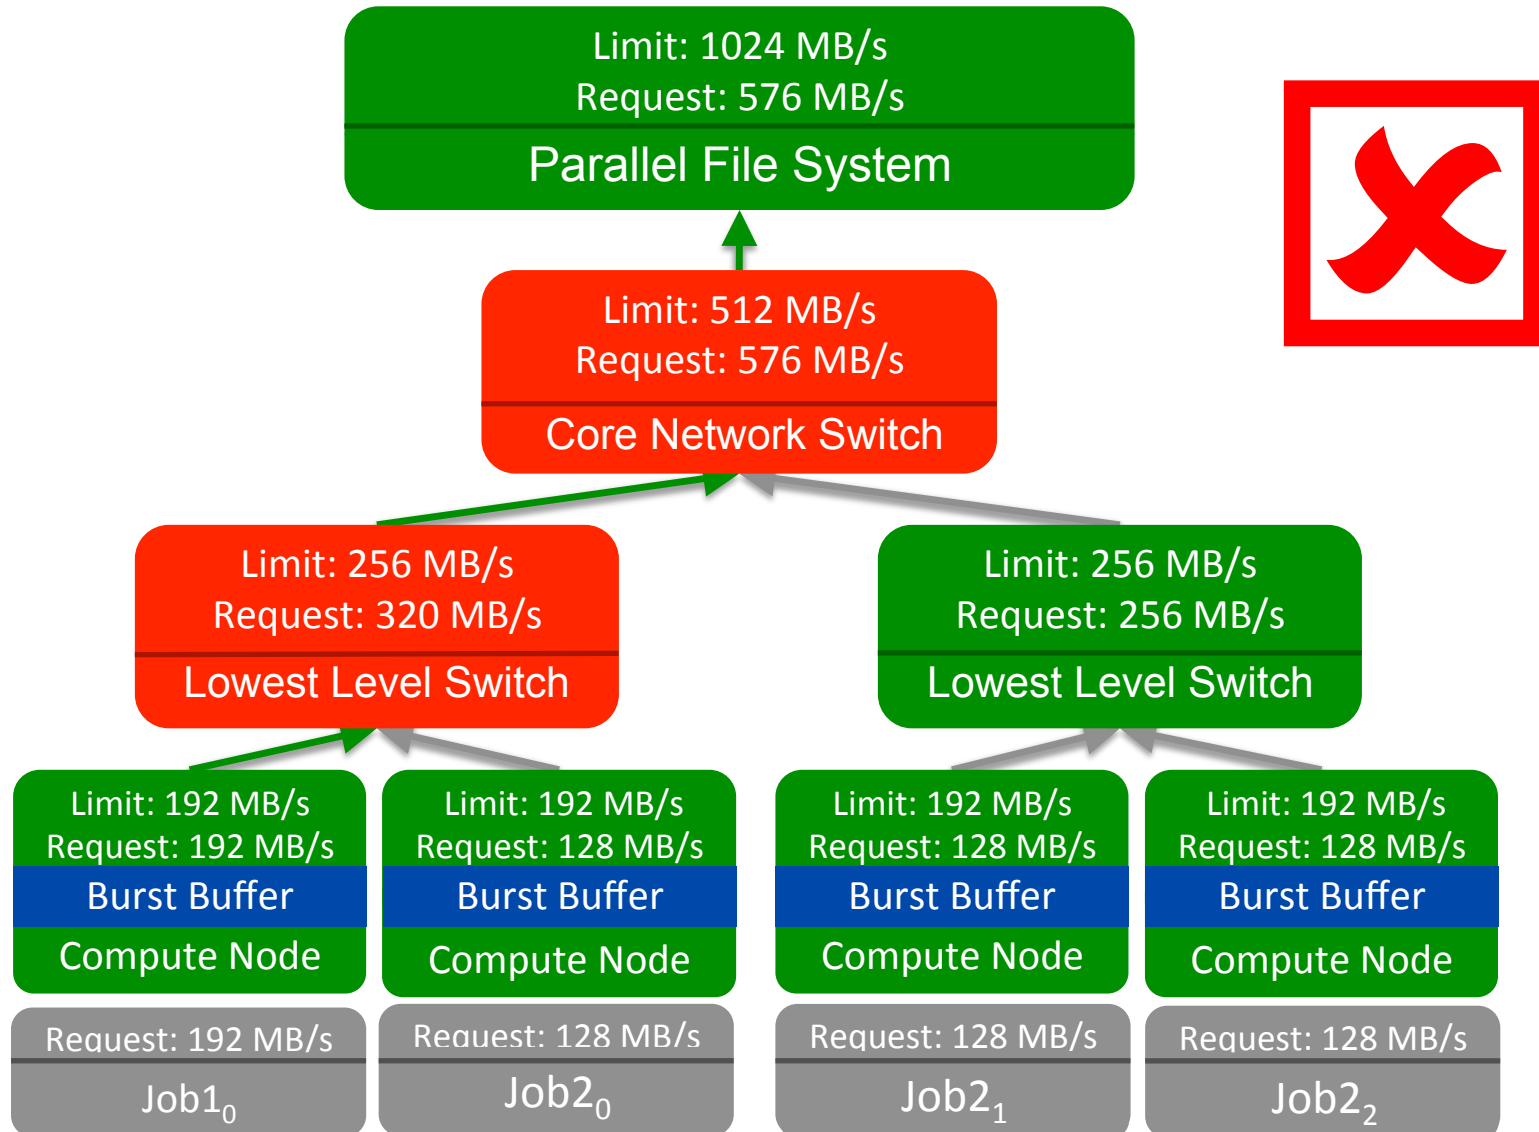 Limit: 1024 MB/s
Request: 576 MB/s
Parallel File System
Limit: 512 MB/s
Request: 576 MB/s
Core Network Switch
Limit: 256 MB/s
Request: 320 MB/s
Lowest Level Switch
Limit: 256 MB/s
Request: 256 MB/s
Lowest Level Switch
Limit: 192 MB/s
Request: 192 MB/s
Burst Buffer
Compute Node
Limit: 192 MB/s
Request: 128 MB/s
Burst Buffer
Compute Node
Limit: 192 MB/s
Request: 128 MB/s
Burst Buffer
Compute Node
Limit: 192 MB/s
Request: 128 MB/s
Burst Buffer
Compute Node
Request: 192 MB/s
Job1₀
Request: 128 MB/s
Job2₀
Request: 128 MB/s
Job2₁
Request: 128 MB/s
Job2₂